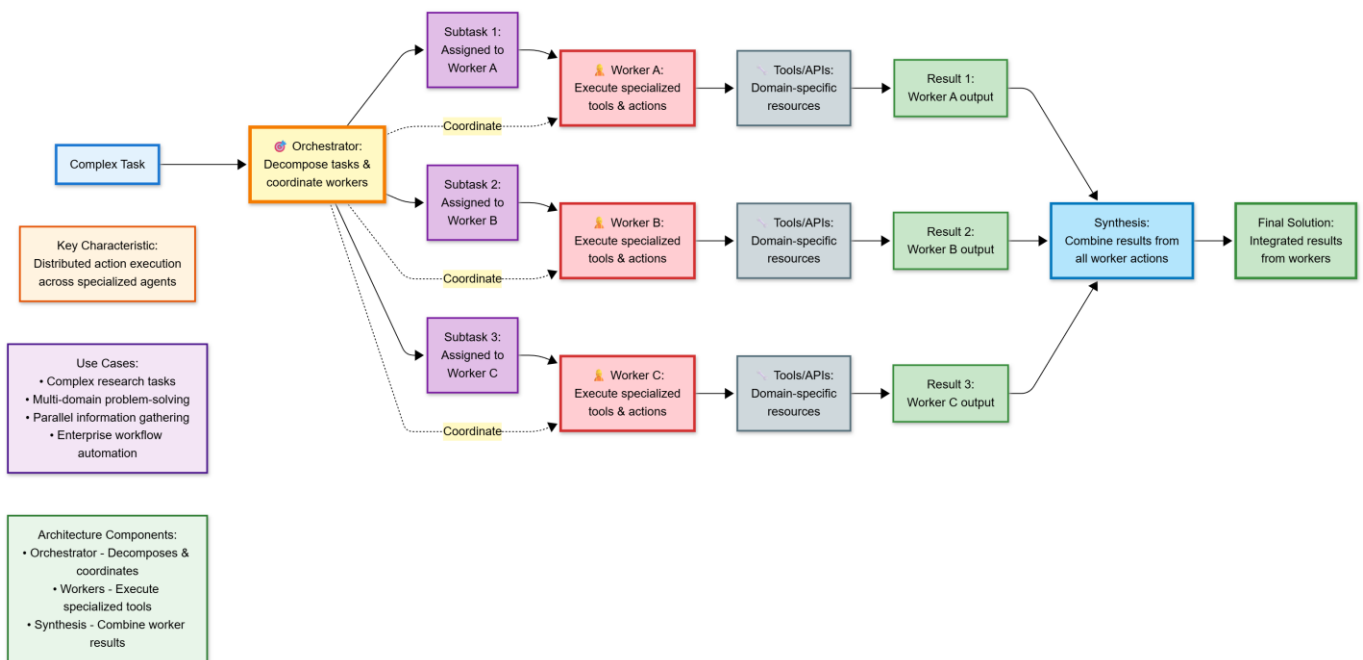 Complex Task
🎯 Orchestrator:
Decompose tasks &
coordinate workers
Subtask 1:
Assigned to
Worker A
Coordinate
Worker A:
Execute specialized
tools & actions
Tools/APIs:
Domain-specific
resources
Result 1:
Worker A output
Subtask 2:
Assigned to
Worker B
Coordinate
Worker B:
Execute specialized
tools & actions
Tools/APIs:
Domain-specific
resources
Result 2:
Worker B output
Subtask 3:
Assigned to
Worker C
Coordinate
Worker C:
Execute specialized
tools & actions
Tools/APIs:
Domain-specific
resources
Result 3:
Worker C output
Synthesis:
Combine results from
all worker actions
Final Solution:
Integrated results
from workers
Key Characteristic:
Distributed action execution
across specialized agents
Use Cases:
• Complex research tasks
• Multi-domain problem-solving
• Parallel information gathering
• Enterprise workflow
automation
Architecture Components:
• Orchestrator - Decomposes &
coordinates
• Workers - Execute
specialized tools
• Synthesis - Combine worker
results